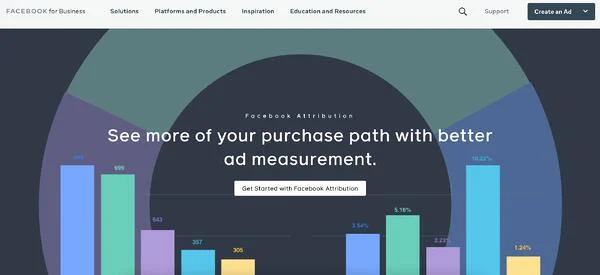 FACEBOOK for Business Solutions Platforms and Products Inspiration Education and Resources Support Create an Ad
Facebook Attribution
See more of your purchase path with better
ad measurement.
Get Started with Facebook Attribution
699
643
357
305
3.54%
5.16%
2.23%
10.22%
1.24%